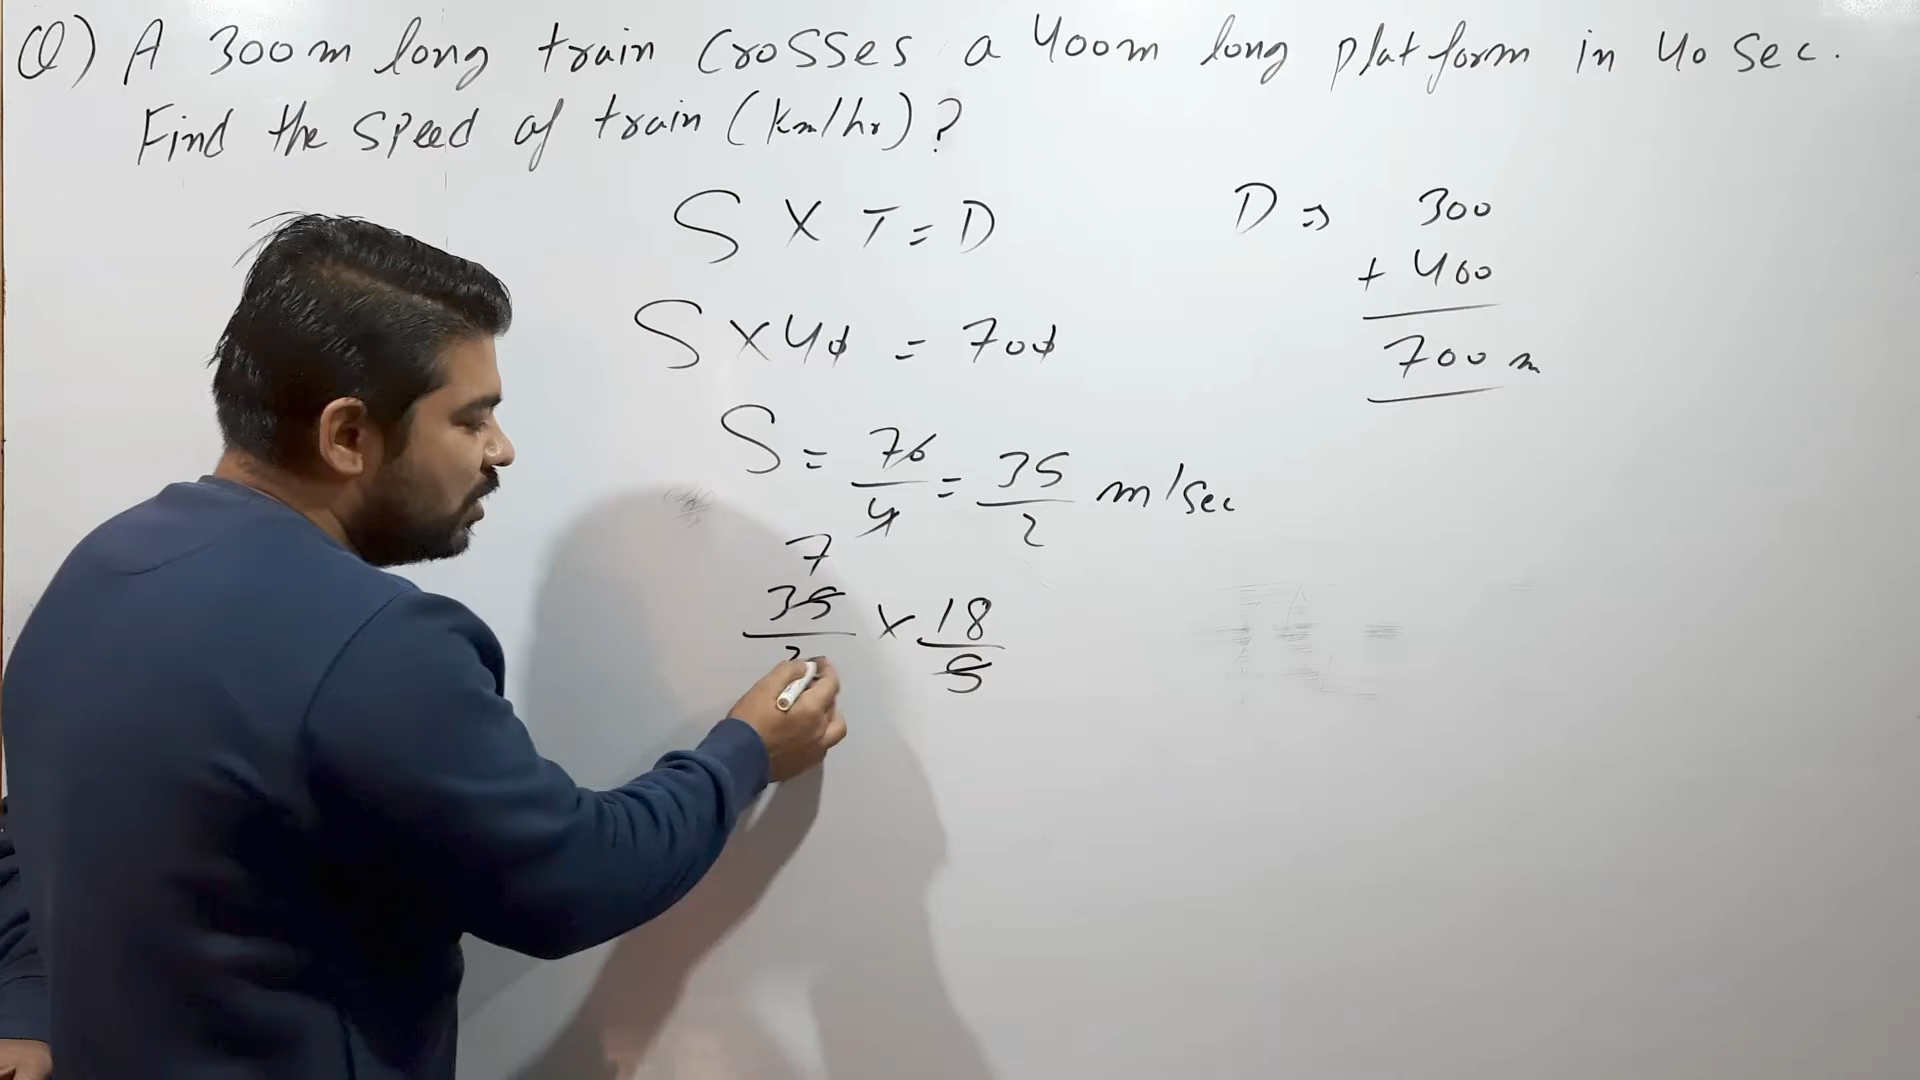 Q) A 300m long train crosses a 400m long platform in 40 sec.
Find the speed of train (km/hr)?
S × T = D
D ⇒ 300
+ 400
700 m
S × 40 = 700
S = 70/4 = 35/2 m/sec
7
35/2 × 18/5